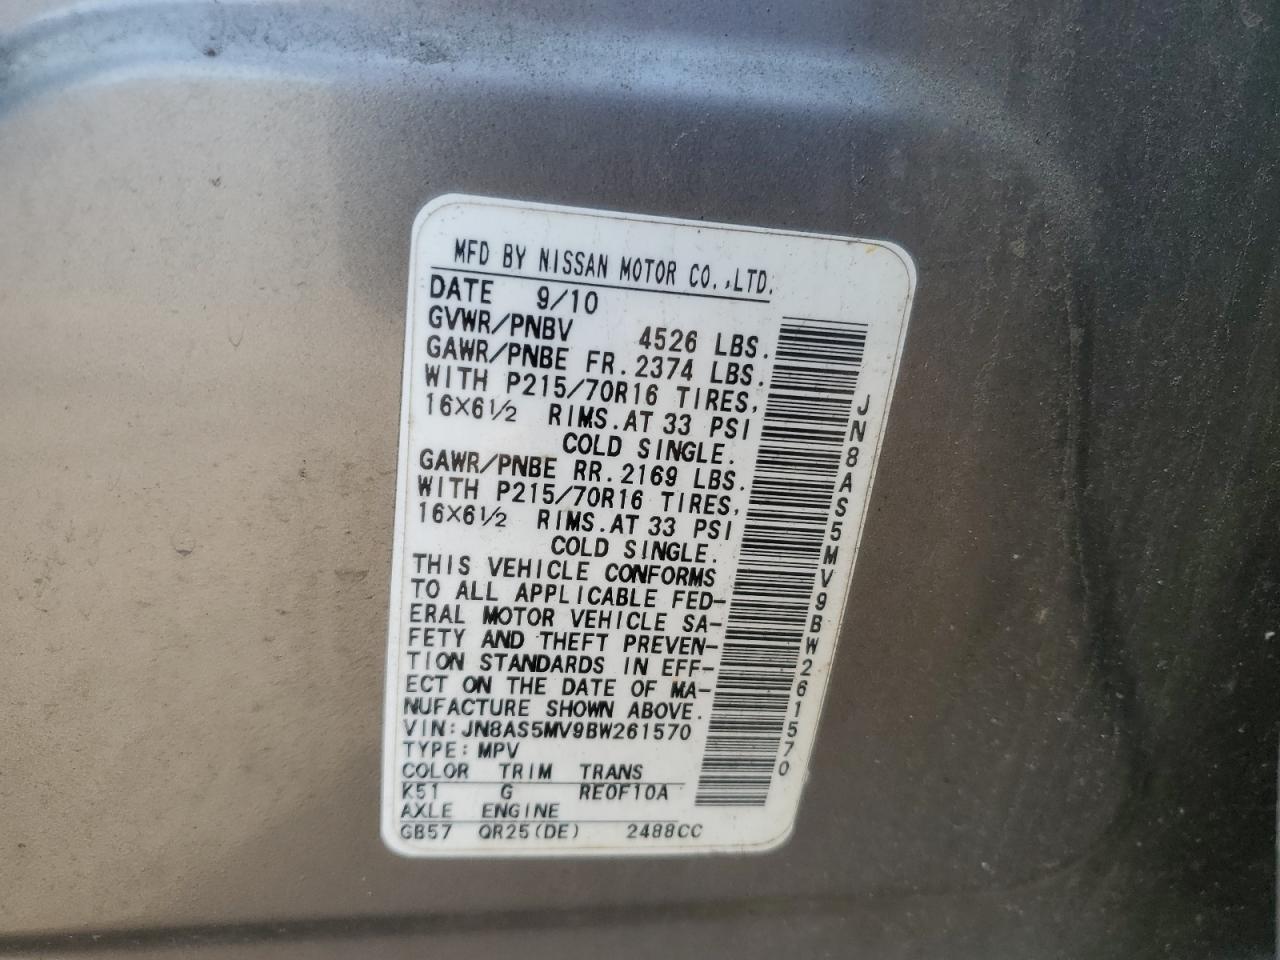 MFD BY NISSAN MOTOR CO.,LTD.
DATE 9/10
GVWR/PNBV 4526 LBS.
GAWR/PNBE FR.2374 LBS.
WITH P215/70R16 TIRES,
16X6½ RIMS.AT 33 PSI
COLD SINGLE.
GAWR/PNBE RR.2169 LBS.
WITH P215/70R16 TIRES,
16X6½ RIMS.AT 33 PSI
COLD SINGLE.
THIS VEHICLE CONFORMS
TO ALL APPLICABLE FED-
ERAL MOTOR VEHICLE SA-
FETY AND THEFT PREVEN-
TION STANDARDS IN EFF-
ECT ON THE DATE OF MA-
NUFACTURE SHOWN ABOVE.
VIN:JN8AS5MV9BW261570
TYPE:MPV
COLOR TRIM TRANS
K51 G RE0F10A
AXLE ENGINE
GB57 QR25(DE) 2488CC
JN8AS5MV9BW261570